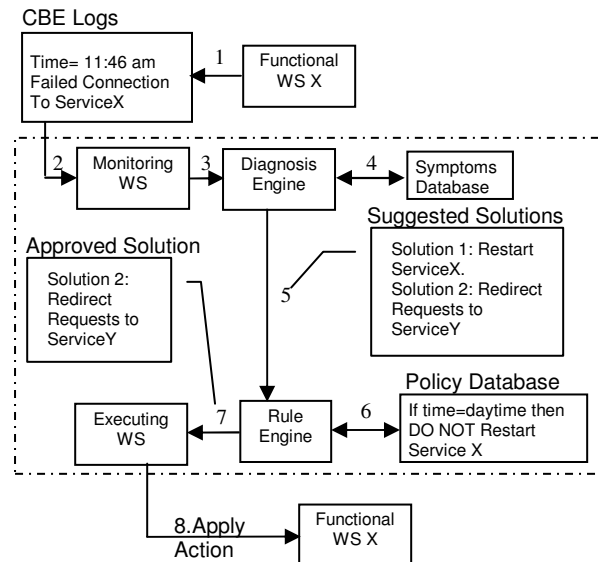 CBE Logs
Time= 11:46 am
Failed Connection
To ServiceX
1
Functional
WS X
2
Monitoring
WS
3
Diagnosis
Engine
4
Symptoms
Database
Suggested Solutions
Solution 1: Restart
ServiceX.
Solution 2: Redirect
Requests to
ServiceY
Approved Solution
Solution 2:
Redirect
Requests to
ServiceY
5
Policy Database
If time=daytime then
DO NOT Restart
Service X
6
Rule
Engine
7
Executing
WS
8.Apply
Action
Functional
WS X